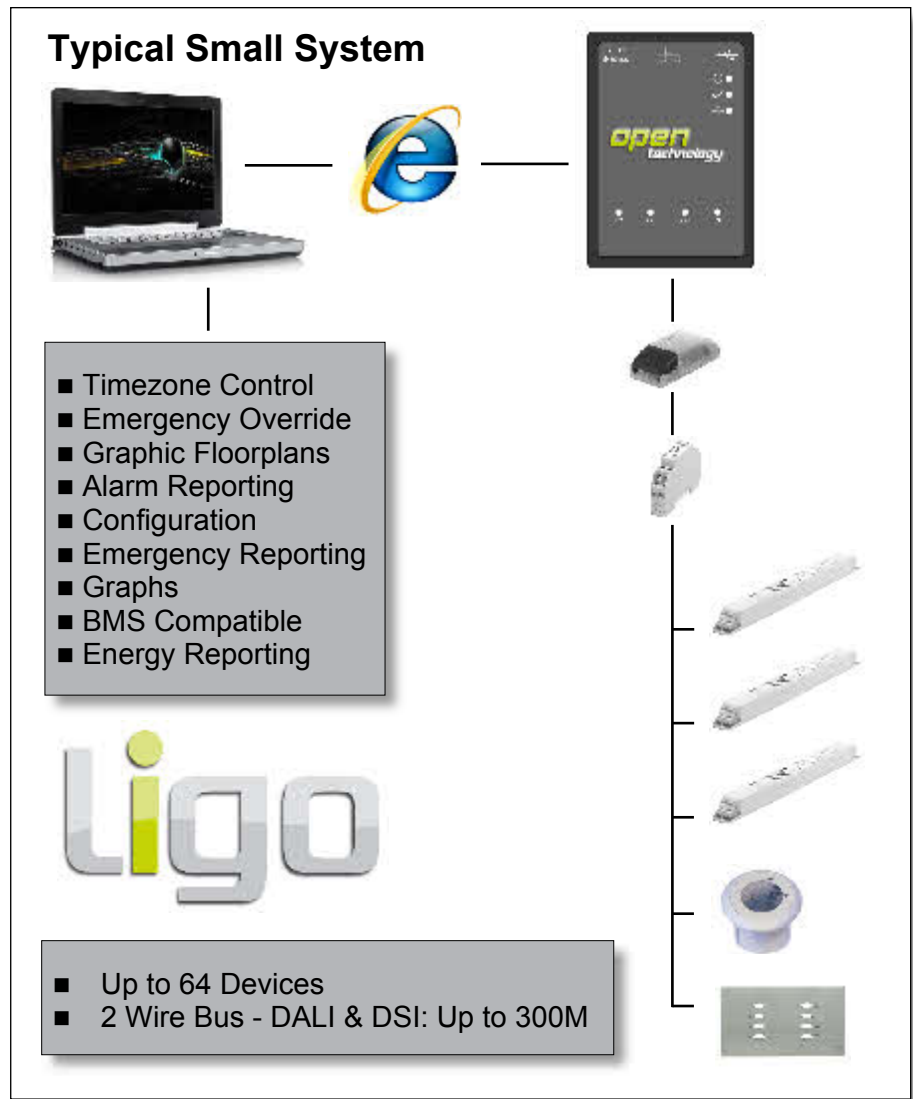 Typical Small System
open
technology
■ Timezone Control
■ Emergency Override
■ Graphic Floorplans
■ Alarm Reporting
■ Configuration
■ Emergency Reporting
■ Graphs
■ BMS Compatible
■ Energy Reporting
Ligo
■ Up to 64 Devices
■ 2 Wire Bus - DALI & DSI: Up to 300M